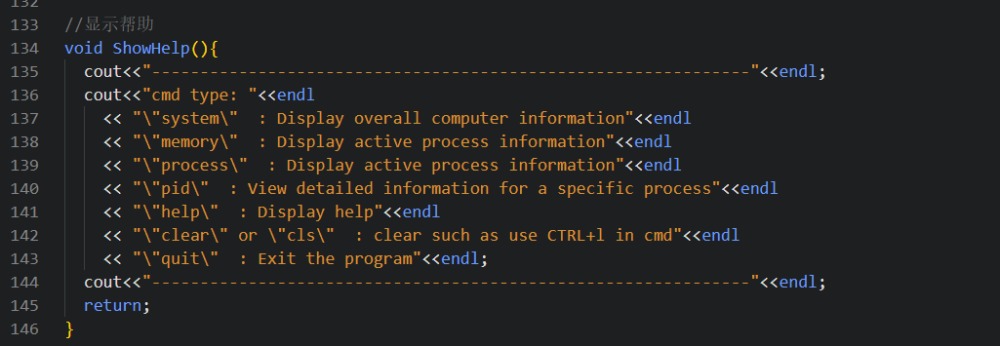 132
133 //显示帮助
134 void ShowHelp(){
135 cout<<"-------------------------------------------------------------"<<endl;
136 cout<<"cmd type: "<<endl
137 << "\"system\"  : Display overall computer information"<<endl
138 << "\"memory\"  : Display active process information"<<endl
139 << "\"process\"  : Display active process information"<<endl
140 << "\"pid\"  : View detailed information for a specific process"<<endl
141 << "\"help\"  : Display help"<<endl
142 << "\"clear\" or \"cls\"  : clear such as use CTRL+l in cmd"<<endl
143 << "\"quit\"  : Exit the program"<<endl;
144 cout<<"-------------------------------------------------------------"<<endl;
145 return;
146 }